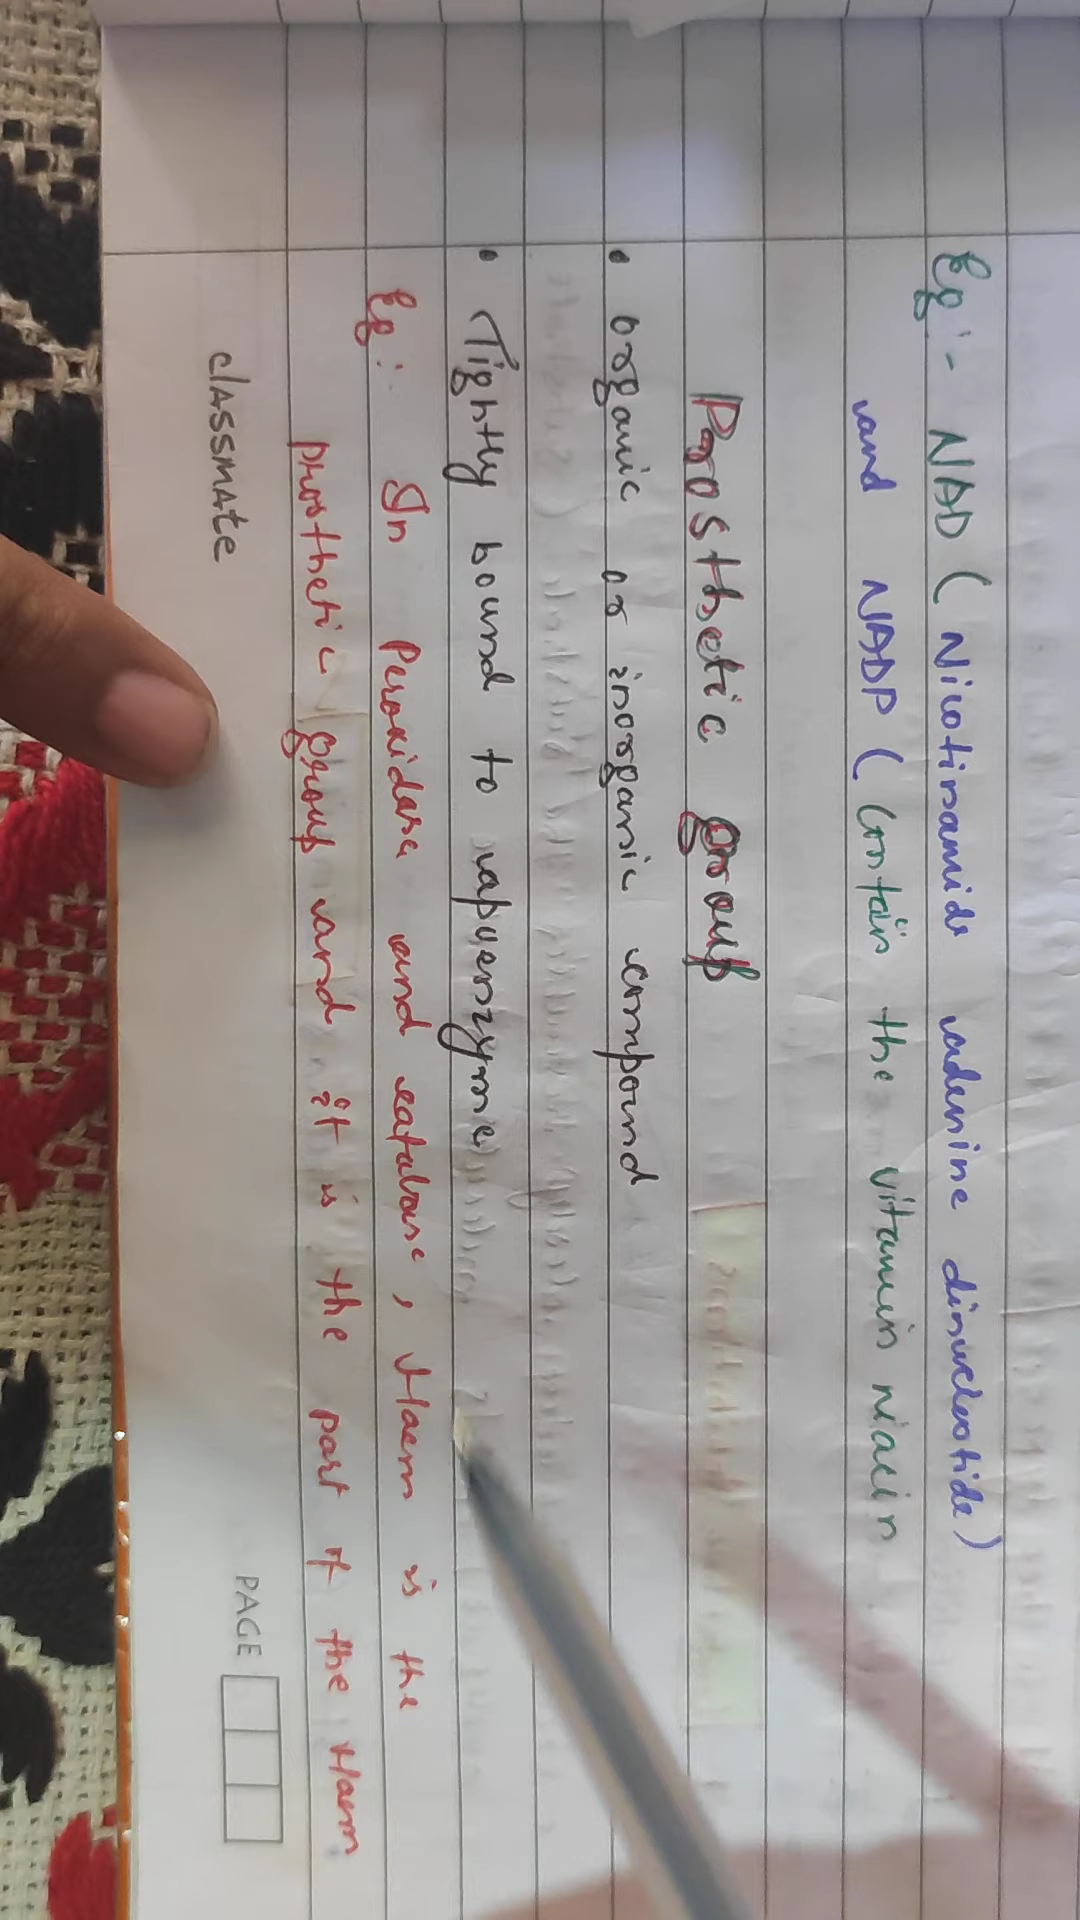 Eg:- NAD ( Nicotinamide adenine dinucleotide)
and NADP ( Contain the vitamin niacin
Prosthetic group
• organic or inorganic compound
• Tightly bound to apoenzyme
Eg:- In Peroxidase and catalase, Haem is the
prosthetic group and it is the part of the
classmate
PAGE